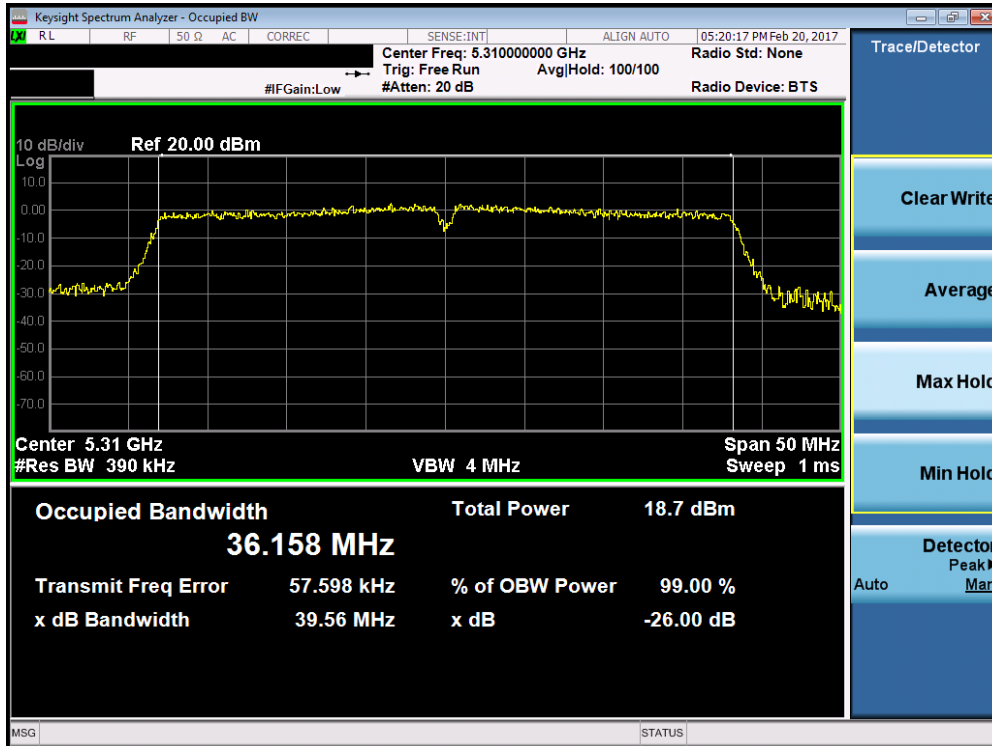 Keysight Spectrum Analyzer - Occupied BW
LXI RL RF 50 Ω AC CORREC SENSE:INT ALIGN AUTO 05:20:17 PM Feb 20, 2017
Center Freq: 5.310000000 GHz Radio Std: None
Trig: Free Run Avg|Hold: 100/100
#IFGain:Low #Atten: 20 dB Radio Device: BTS
10 dB/div Ref 20.00 dBm
Log
10.0
0.00
-10.0
-20.0
-30.0
-40.0
-50.0
-60.0
-70.0
Center 5.31 GHz Span 50 MHz
#Res BW 390 kHz VBW 4 MHz Sweep 1 ms
Occupied Bandwidth Total Power 18.7 dBm
36.158 MHz
Transmit Freq Error 57.598 kHz % of OBW Power 99.00 %
x dB Bandwidth 39.56 MHz x dB -26.00 dB
MSG STATUS
Trace/Detector
Clear Write
Average
Max Hold
Min Hold
Detector
Peak
Auto Man